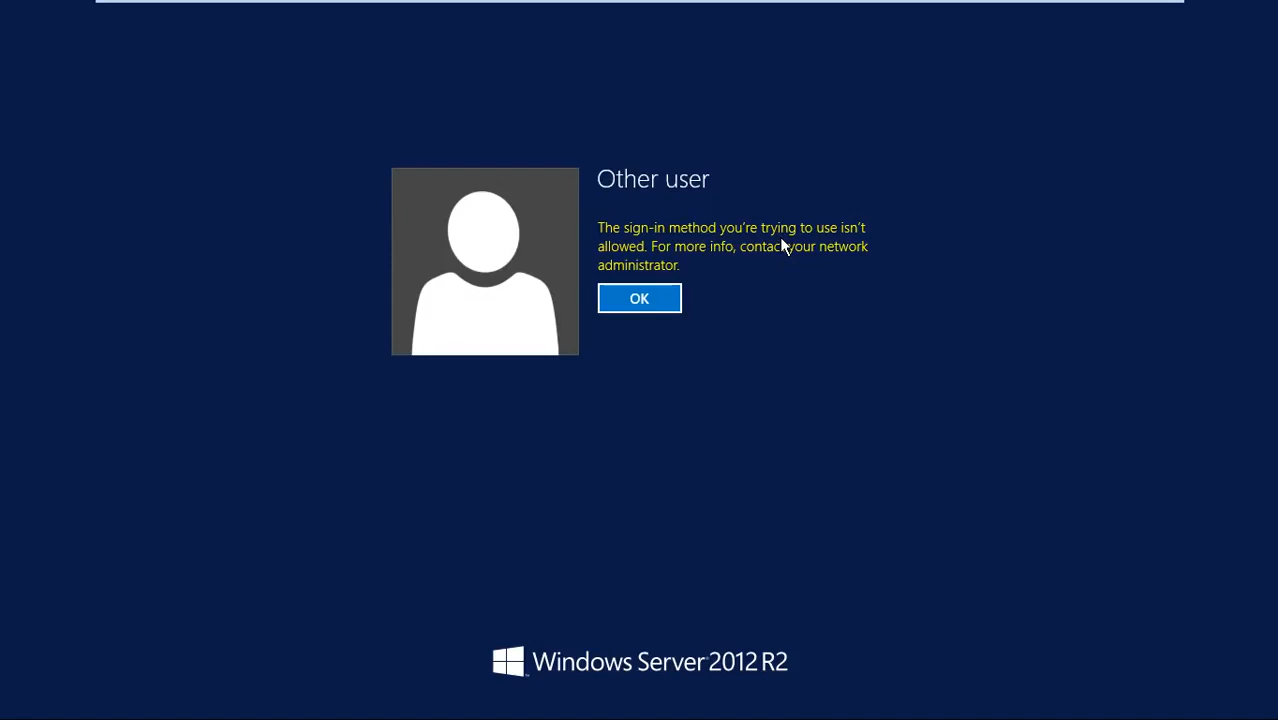 Other user
The sign-in method you're trying to use isn't
allowed. For more info, contact your network
administrator.
OK
Windows Server 2012 R2